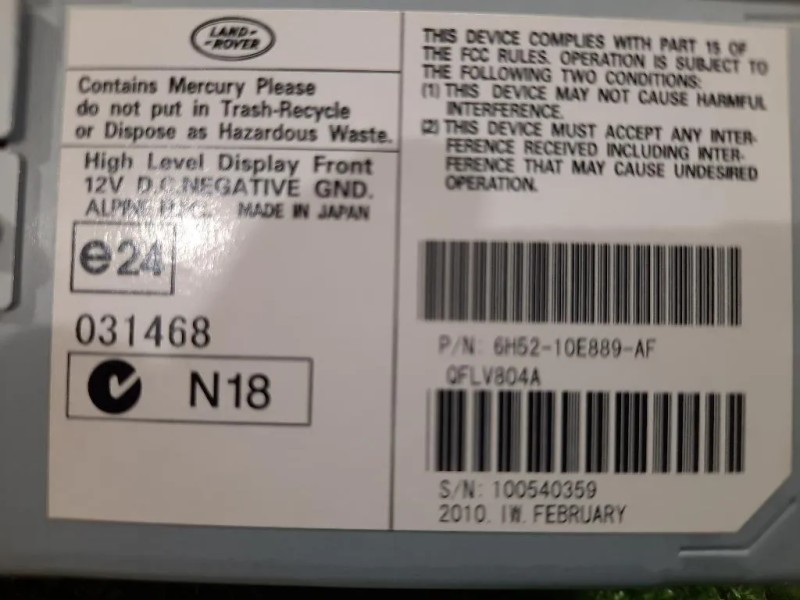 LAND-
-ROVER
Contains Mercury Please
do not put in Trash-Recycle
or Dispose as Hazardous Waste.
High Level Display Front
12V D.C.NEGATIVE GND.
ALPINE MADE IN JAPAN
e24
031468
N18
THIS DEVICE COMPLIES WITH PART 15 OF
THE FCC RULES. OPERATION IS SUBJECT TO
THE FOLLOWING TWO CONDITIONS:
(1) THIS DEVICE MAY NOT CAUSE HARMFUL
INTERFERENCE.
(2) THIS DEVICE MUST ACCEPT ANY INTER-
FERENCE RECEIVED INCLUDING INTER-
FERENCE THAT MAY CAUSE UNDESIRED
OPERATION.
P/N: 6H52-10E889-AF
QFLV804A
S/N: 100540359
2010. 1W. FEBRUARY